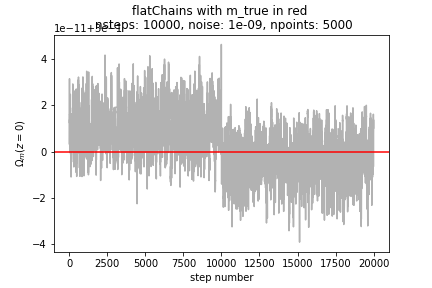 flatChains with m_true in red
nsteps: 10000, noise: 1e-09, npoints: 5000
4
2
0
−2
−4
Ωm(z = 0)
0 2500 5000 7500 10000 12500 15000 17500 20000
step number